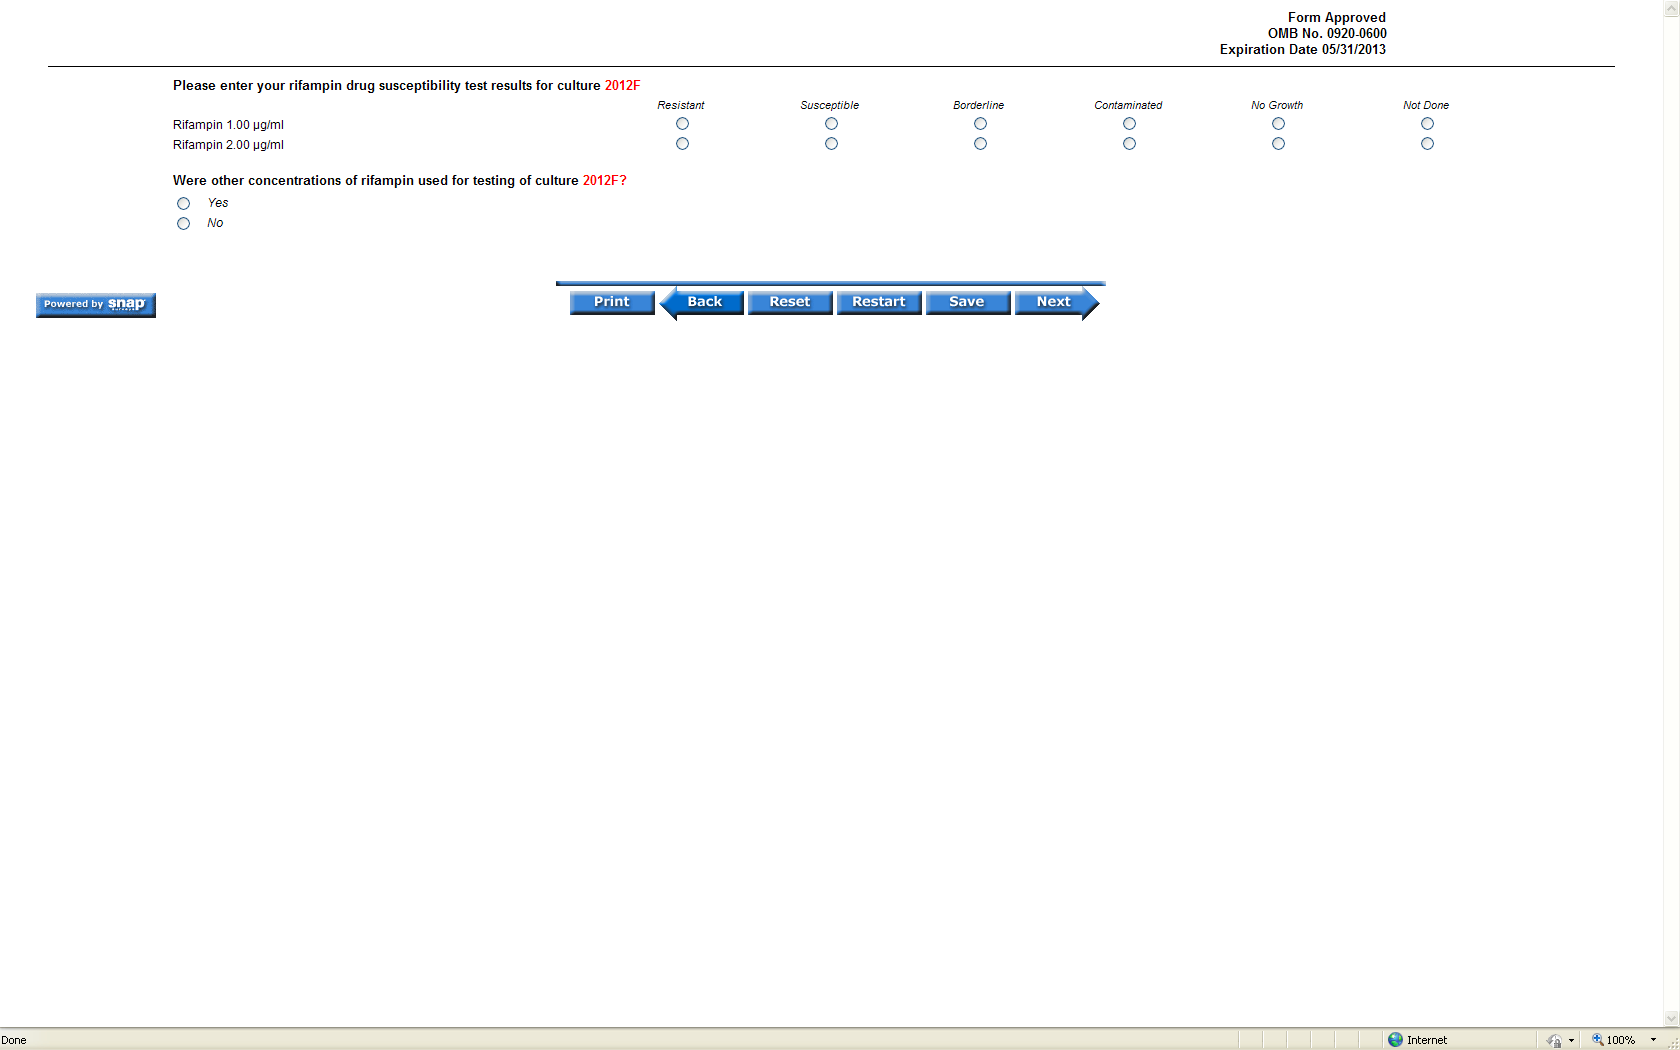 Form Approved
OMB No. 0920-0600
Expiration Date 05/31/2013
Please enter your rifampin drug susceptibility test results for culture 2012F
Resistant Susceptible Borderline Contaminated No Growth Not Done
Rifampin 1.00 µg/ml
Rifampin 2.00 µg/ml
Were other concentrations of rifampin used for testing of culture 2012F?
Yes
No
Powered by snap
Print Back Reset Restart Save Next
Done Internet 100%